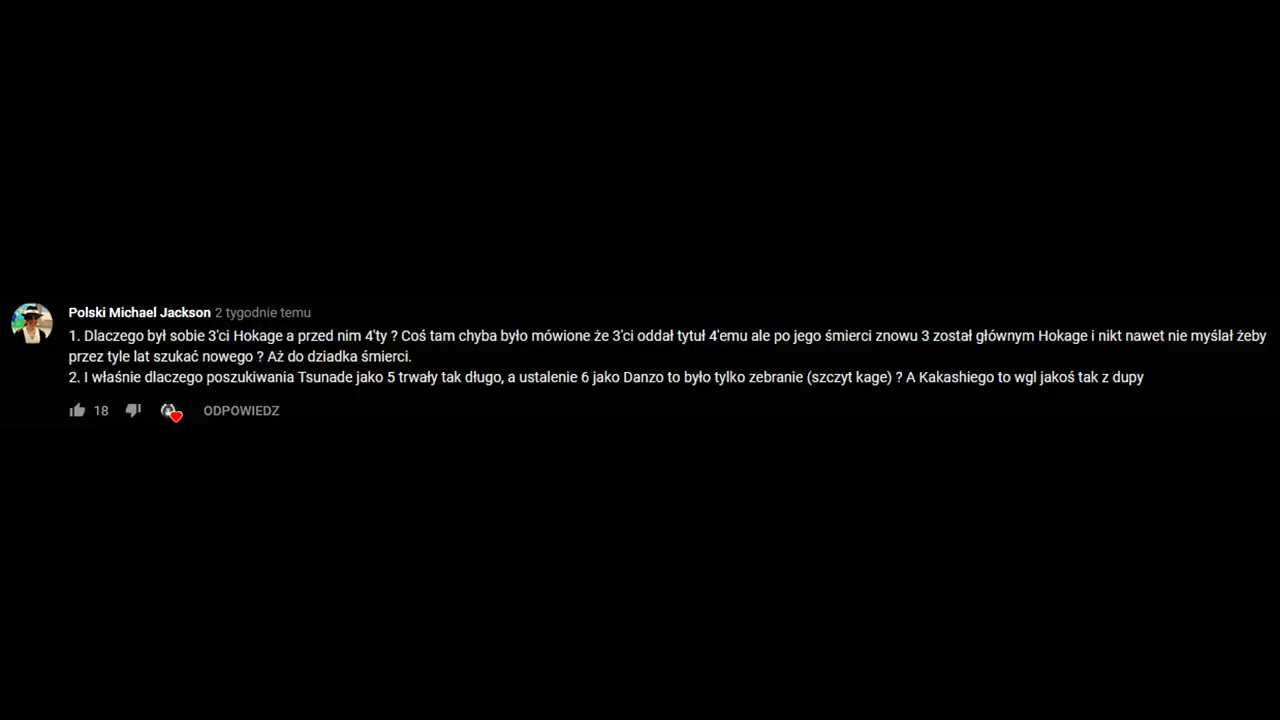 Polski Michael Jackson 2 tygodnie temu
1. Dlaczego był sobie 3'ci Hokage a przed nim 4'ty ? Coś tam chyba było mówione że 3'ci oddał tytuł 4'emu ale po jego śmierci znowu 3 został głównym Hokage i nikt nawet nie myślał żeby
przez tyle lat szukać nowego ? Aż do dziadka śmierci.
2. I właśnie dlaczego poszukiwania Tsunade jako 5 trwały tak długo, a ustalenie 6 jako Danzo to było tylko zebranie (szczyt kage) ? A Kakashiego to wgl jakoś tak z dupy
18 ODPOWIEDZ